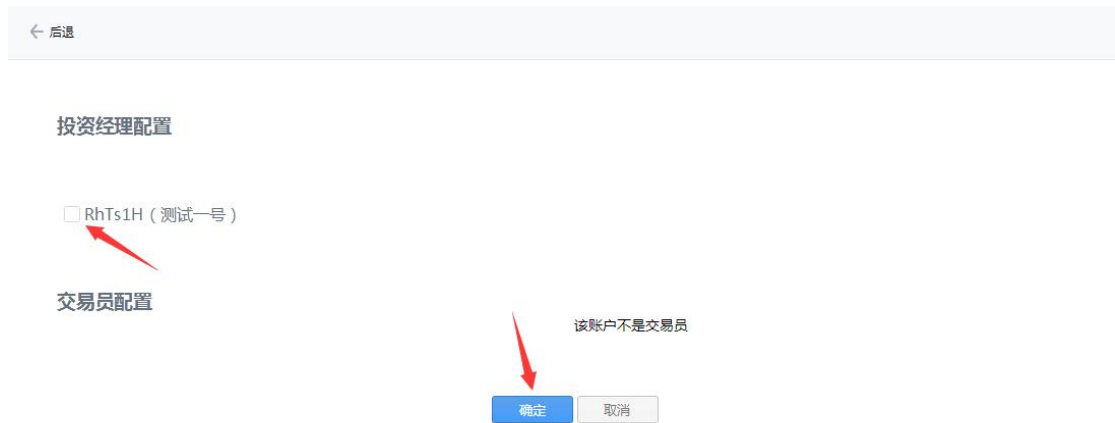 后退
投资经理配置
RhTs1H（测试一号）
交易员配置
该账户不是交易员
确定 取消